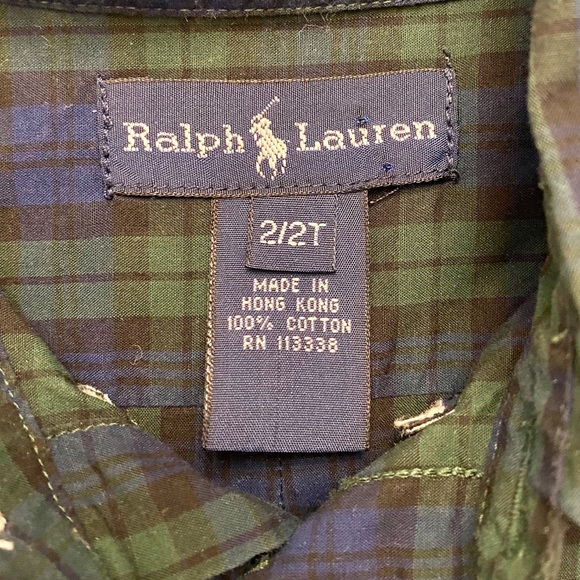 Ralph Lauren
2/2T
MADE IN
HONG KONG
100% COTTON
RN 113338